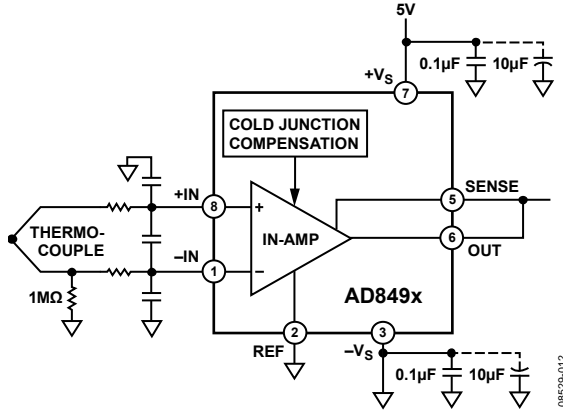 5V
0.1µF
10µF
+VS
7
COLD JUNCTION
COMPENSATION
+IN
8
+
5
SENSE
THERMO-
COUPLE
IN-AMP
–IN
1
–
6
OUT
1MΩ
AD849x
2
3
REF
–VS
0.1µF
10µF
08529-012